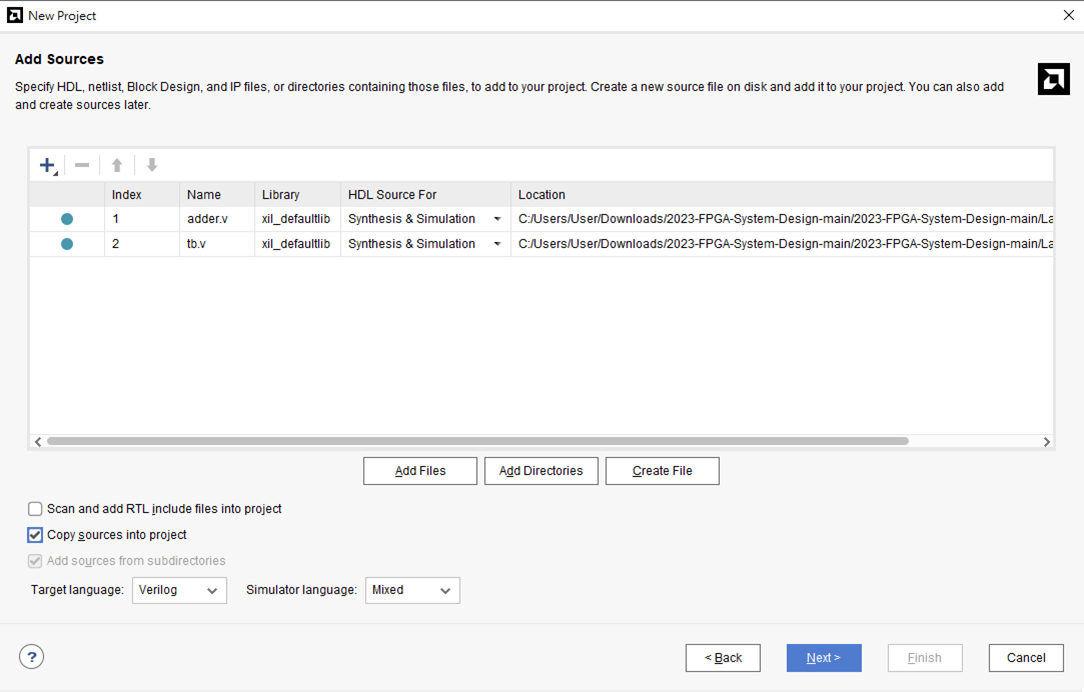 New Project
Add Sources
Specify HDL, netlist, Block Design, and IP files, or directories containing those files, to add to your project. Create a new source file on disk and add it to your project. You can also add
and create sources later.
Index Name Library HDL Source For Location
1 adder.v xil_defaultlib Synthesis & Simulation C:/Users/User/Downloads/2023-FPGA-System-Design-main/2023-FPGA-System-Design-main/La
2 tb.v xil_defaultlib Synthesis & Simulation C:/Users/User/Downloads/2023-FPGA-System-Design-main/2023-FPGA-System-Design-main/La
Add Files Add Directories Create File
Scan and add RTL include files into project
Copy sources into project
Add sources from subdirectories
Target language: Verilog Simulator language: Mixed
? < Back Next > Finish Cancel